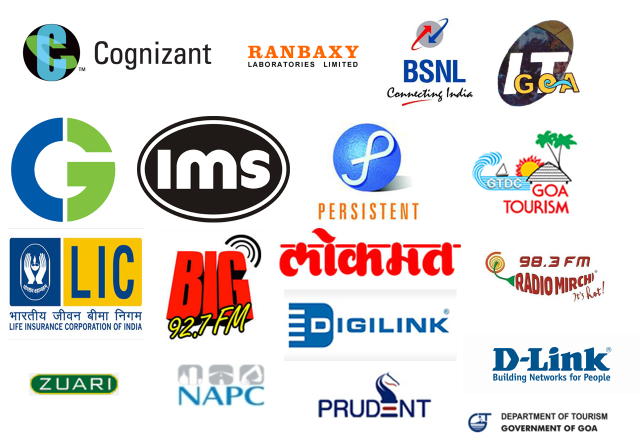 Cognizant
TM
RANBAXY
LABORATORIES LIMITED
BSNL
Connecting India
IT
GOA
ims
PERSISTENT
GTDC
GOA
TOURISM
LIC
भारतीय जीवन बीमा निगम
LIFE INSURANCE CORPORATION OF INDIA
BIG
92.7 FM
लोकमत
DIGILINK®
98.3 FM
RADIO MIRCHI
It's hot!
ZUARI
NAPC
PRUDENT
D-Link®
Building Networks for People
DEPARTMENT OF TOURISM
GOVERNMENT OF GOA